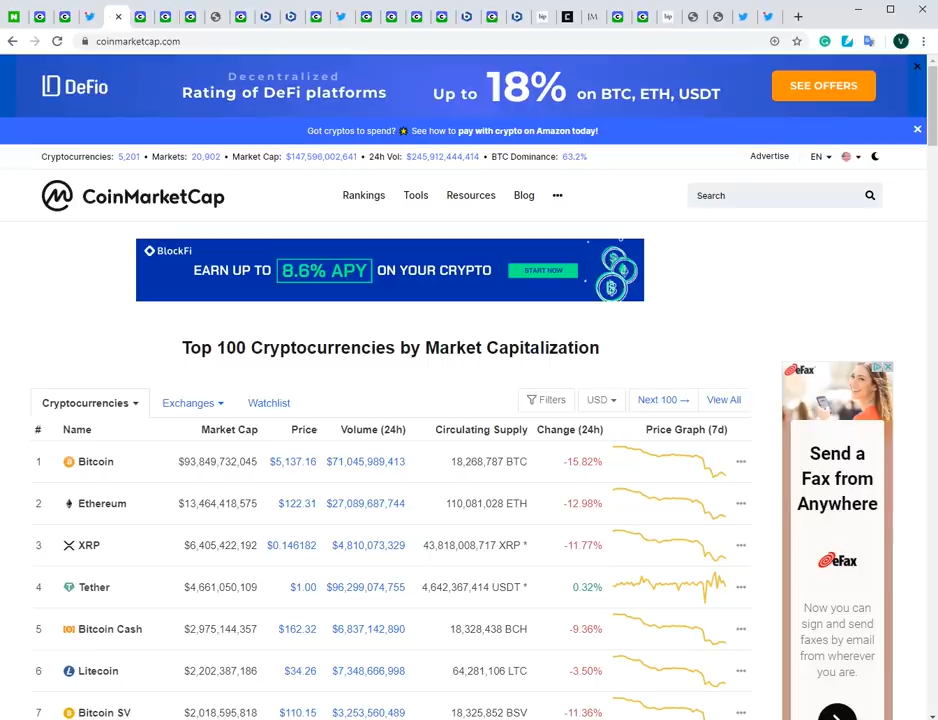 coinmarketcap.com
V
DeFio
Decentralized
Rating of DeFi platforms
Up to 18% on BTC, ETH, USDT
SEE OFFERS
Got cryptos to spend? See how to pay with crypto on Amazon today!
Cryptocurrencies: 5,201 • Markets: 20,902 • Market Cap: $147,596,002,641 • 24h Vol: $245,912,444,414 • BTC Dominance: 63.2%
Advertise EN
CoinMarketCap
Rankings Tools Resources Blog •••
Search
BlockFi
EARN UP TO 8.6% APY ON YOUR CRYPTO
START NOW
Top 100 Cryptocurrencies by Market Capitalization
Cryptocurrencies Exchanges Watchlist Filters USD Next 100 → View All
# Name Market Cap Price Volume (24h) Circulating Supply Change (24h) Price Graph (7d)
1 Bitcoin $93,849,732,045 $5,137.16 $71,045,989,413 18,268,787 BTC -15.82%
2 Ethereum $13,464,418,575 $122.31 $27,089,687,744 110,081,028 ETH -12.98%
3 XRP $6,405,422,192 $0.146182 $4,810,073,329 43,818,008,717 XRP * -11.77%
4 Tether $4,661,050,109 $1.00 $96,299,074,755 4,642,367,414 USDT * 0.32%
5 Bitcoin Cash $2,975,144,357 $162.32 $6,837,142,890 18,328,438 BCH -9.36%
6 Litecoin $2,202,387,186 $34.26 $7,348,666,998 64,281,106 LTC -3.50%
7 Bitcoin SV $2,018,595,818 $110.15 $3,253,560,489 18,325,852 BSV -11.36%
eFax
Send a
Fax from
Anywhere
eFax
Now you can
sign and send
faxes by email
from wherever
you are.